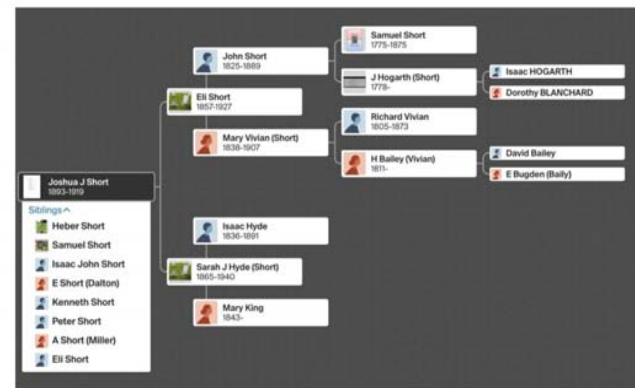 Samuel Short
1775-1875
John Short
1825-1889
J Hogarth (Short)
1778-
Isaac HOGARTH
Dorothy BLANCHARD
Eli Short
1857-1927
Richard Vivian
1805-1873
Mary Vivian (Short)
1838-1907
H Bailey (Vivian)
1811-
David Bailey
E Bugden (Baily)
Joshua J Short
1893-1919
Siblings
Heber Short
Samuel Short
Isaac John Short
E Short (Dalton)
Kenneth Short
Peter Short
A Short (Miller)
Eli Short
Isaac Hyde
1836-1891
Sarah J Hyde (Short)
1865-1940
Mary King
1843-